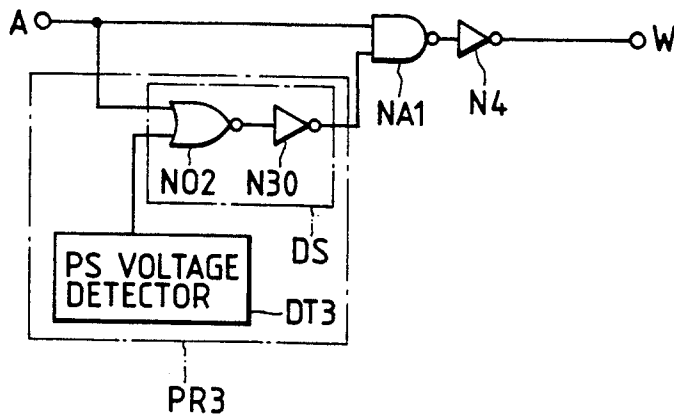 A
W
NA1
N4
NO2
N30
DS
PS VOLTAGE
DETECTOR
DT3
PR3